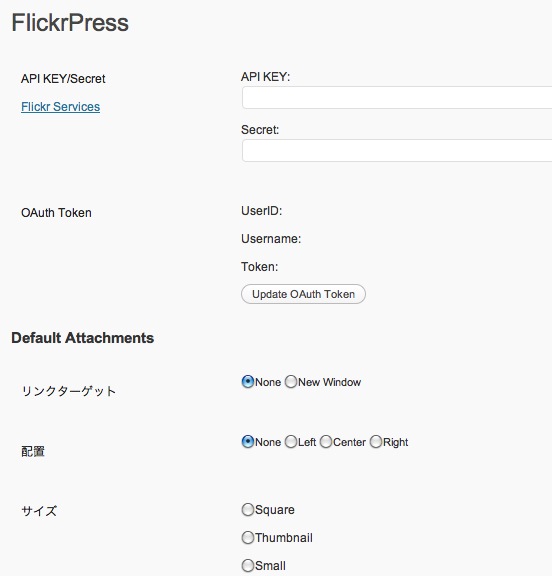 FlickrPress
API KEY/Secret
API KEY:
Flickr Services
Secret:
OAuth Token
UserID:
Username:
Token:
Update OAuth Token
Default Attachments
リンクターゲット
None New Window
配置
None Left Center Right
サイズ
Square
Thumbnail
Small